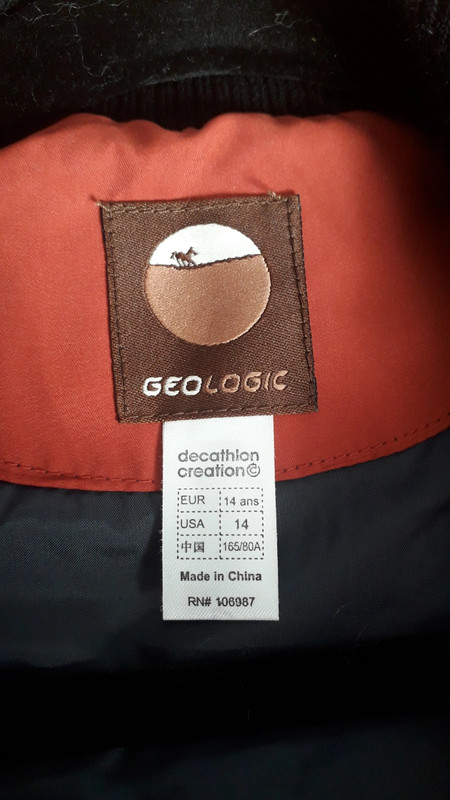 GEOLOGIC
decathlon
creation©
EUR 14 ans
USA 14
中国 165/80A
Made in China
RN# 106987